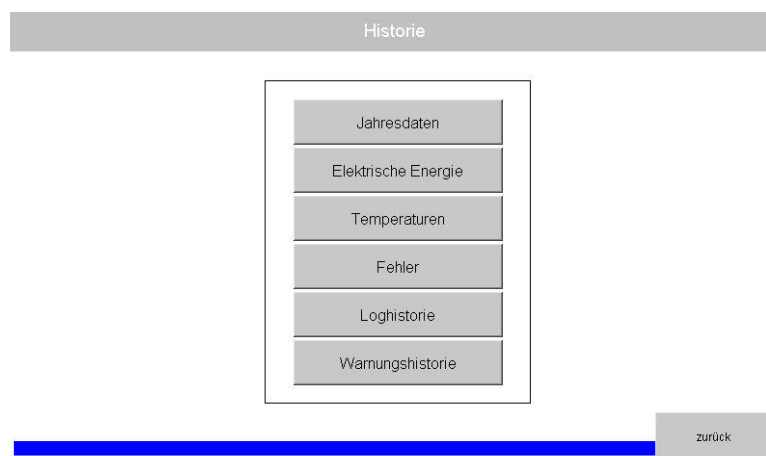 Historie
Jahresdaten
Elektrische Energie
Temperaturen
Fehler
Loghistorie
Warnungshistorie
zurück